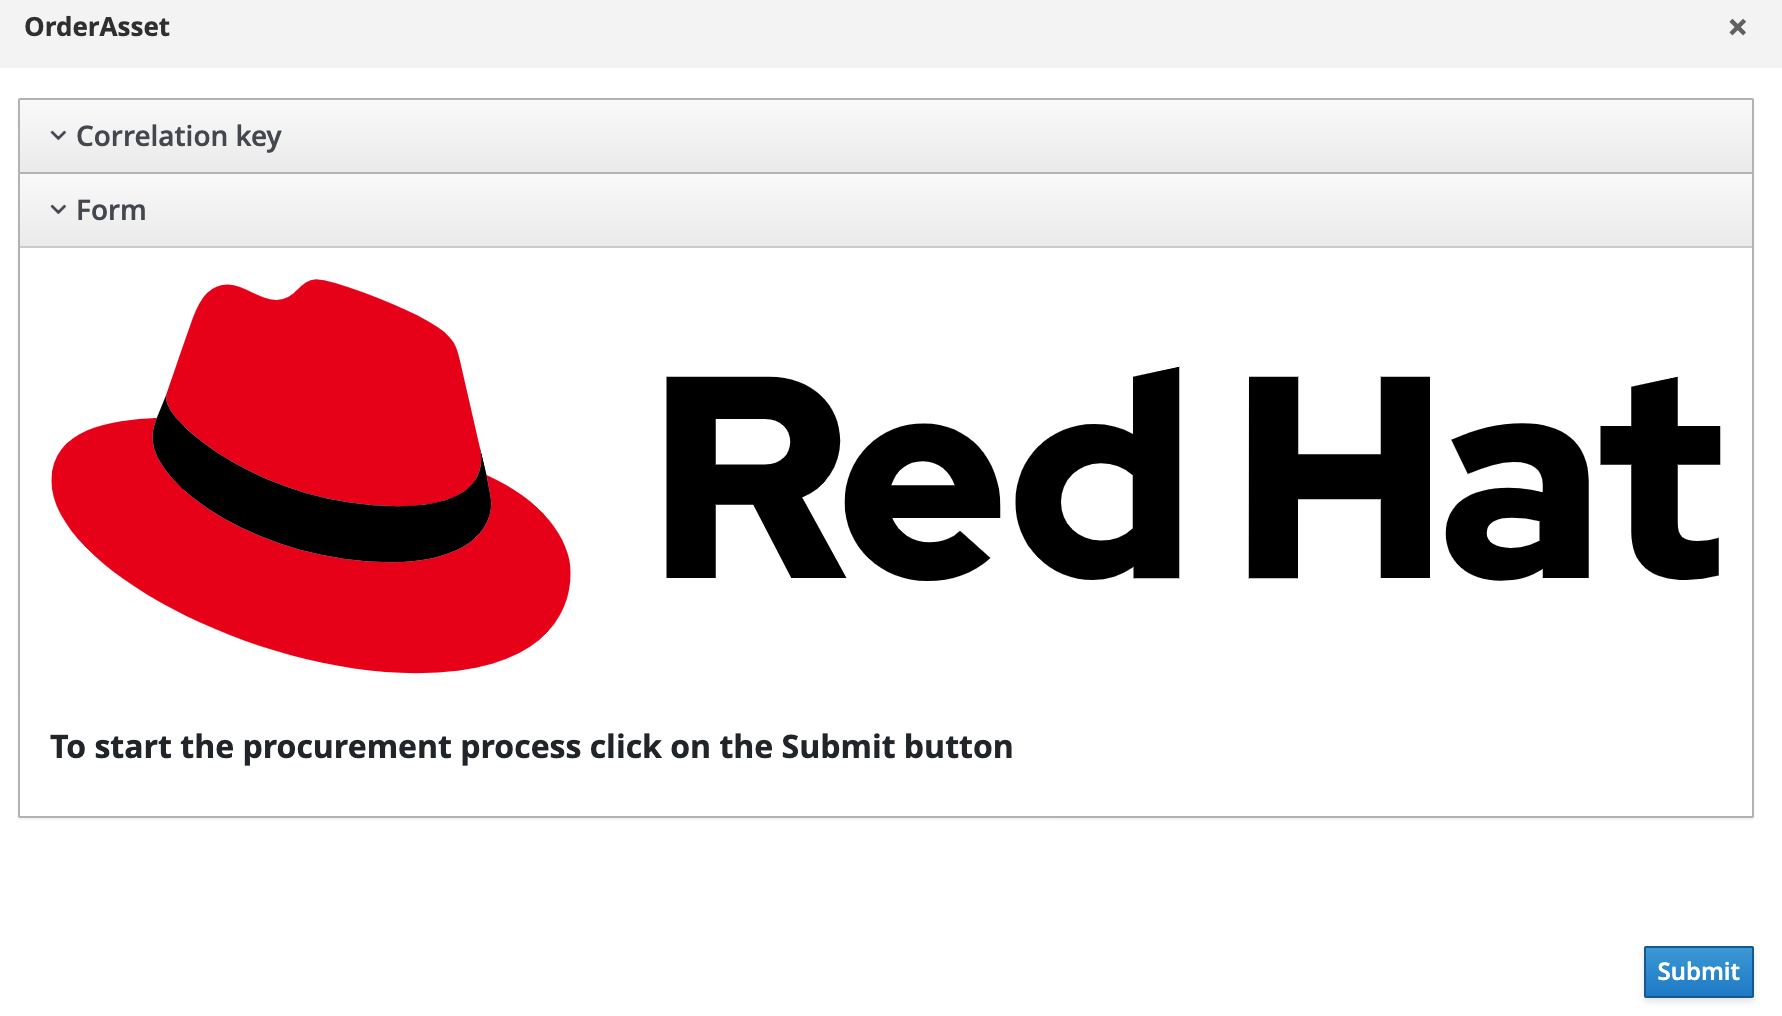 OrderAsset
Correlation key
Form
Red Hat
To start the procurement process click on the Submit button
Submit